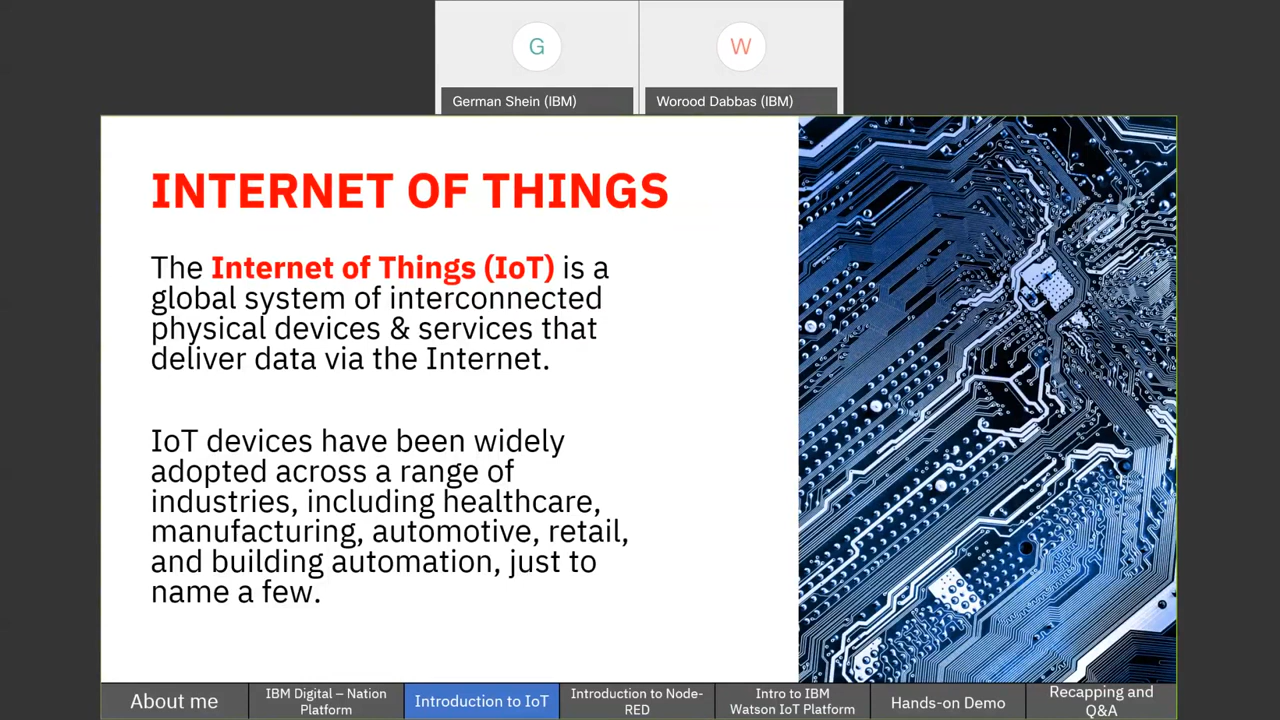 G
W
German Shein (IBM)
Worood Dabbas (IBM)
INTERNET OF THINGS
The Internet of Things (IoT) is a
global system of interconnected
physical devices & services that
deliver data via the Internet.
IoT devices have been widely
adopted across a range of
industries, including healthcare,
manufacturing, automotive, retail,
and building automation, just to
name a few.
About me
IBM Digital – Nation
Platform
Introduction to IoT
Introduction to Node-
RED
Intro to IBM
Watson IoT Platform
Hands-on Demo
Recapping and
Q&A